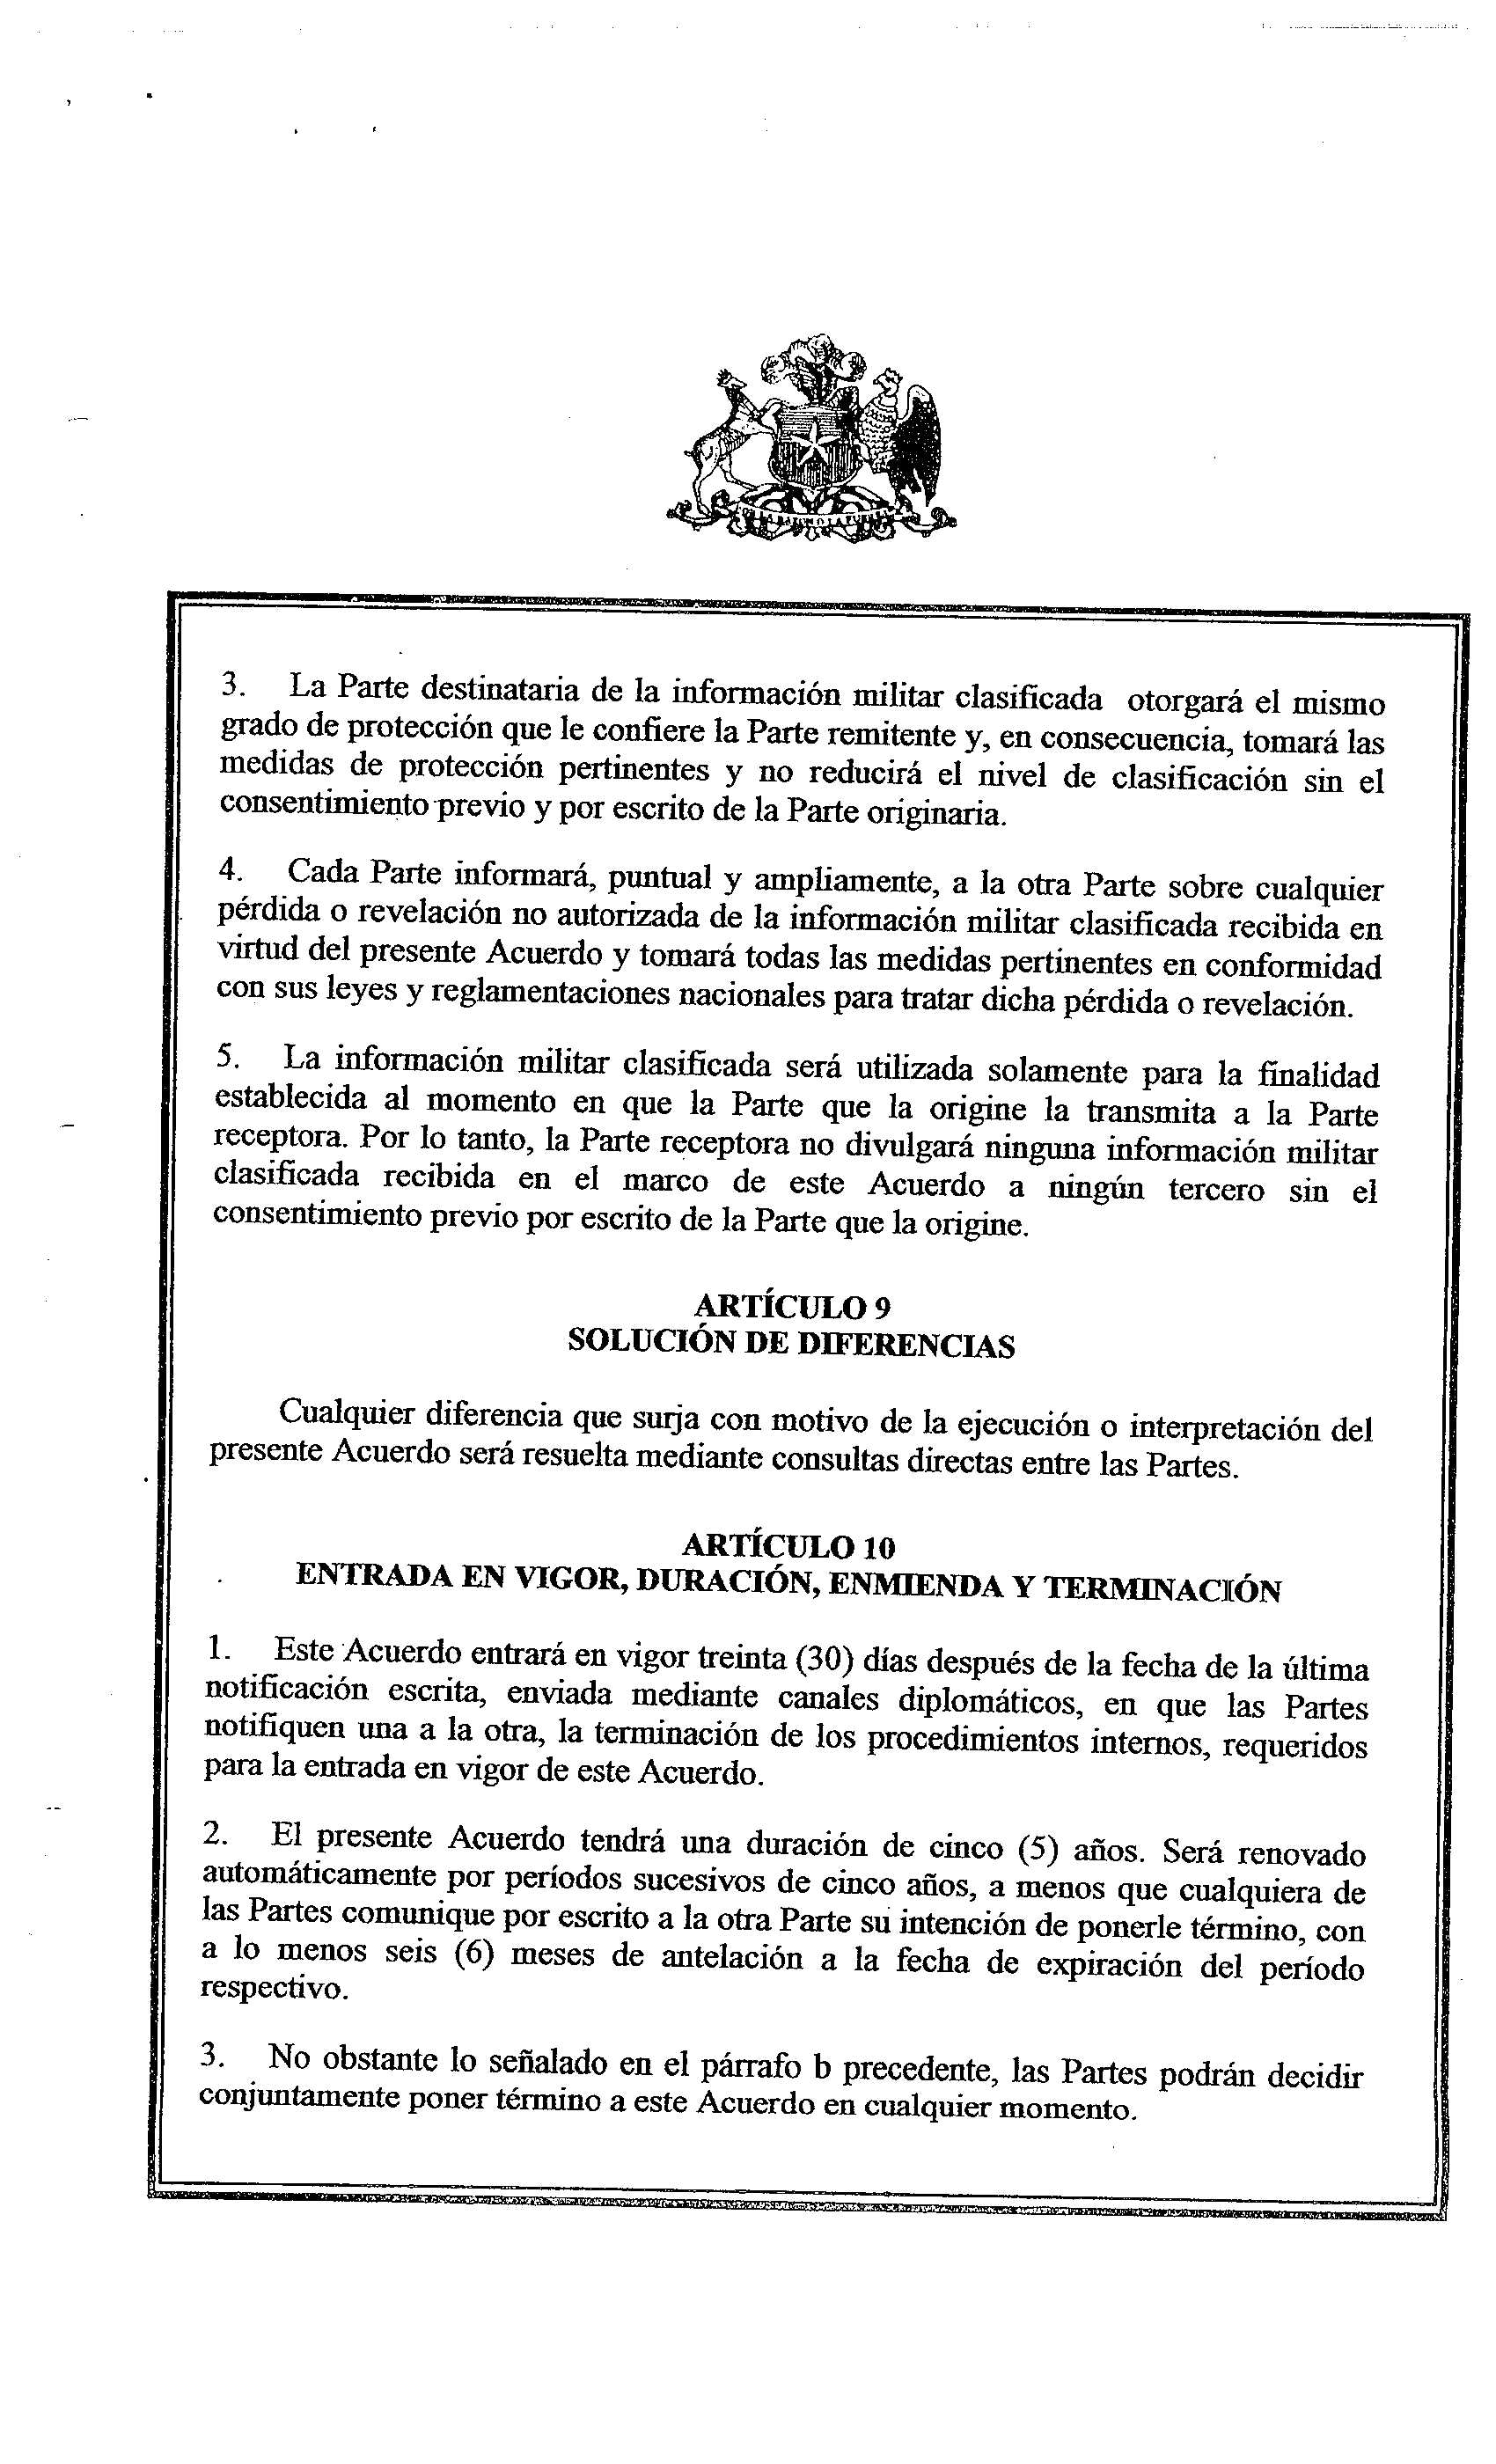 POR LA RAZON O LA FUERZA
3. La Parte destinataria de la información militar clasificada otorgará el mismo
grado de protección que le confiere la Parte remitente y, en consecuencia, tomará las
medidas de protección pertinentes y no reducirá el nivel de clasificación sin el
consentimiento previo y por escrito de la Parte originaria.
4. Cada Parte informará, puntual y ampliamente, a la otra Parte sobre cualquier
pérdida o revelación no autorizada de la información militar clasificada recibida en
virtud del presente Acuerdo y tomará todas las medidas pertinentes en conformidad
con sus leyes y reglamentaciones nacionales para tratar dicha pérdida o revelación.
5. La información militar clasificada será utilizada solamente para la finalidad
establecida al momento en que la Parte que la origine la transmita a la Parte
receptora. Por lo tanto, la Parte receptora no divulgará ninguna información militar
clasificada recibida en el marco de este Acuerdo a ningún tercero sin el
consentimiento previo por escrito de la Parte que la origine.
ARTÍCULO 9
SOLUCIÓN DE DIFERENCIAS
Cualquier diferencia que surja con motivo de la ejecución o interpretación del
presente Acuerdo será resuelta mediante consultas directas entre las Partes.
ARTÍCULO 10
ENTRADA EN VIGOR, DURACIÓN, ENMIENDA Y TERMINACIÓN
1. Este Acuerdo entrará en vigor treinta (30) días después de la fecha de la última
notificación escrita, enviada mediante canales diplomáticos, en que las Partes
notifiquen una a la otra, la terminación de los procedimientos internos, requeridos
para la entrada en vigor de este Acuerdo.
2. El presente Acuerdo tendrá una duración de cinco (5) años. Será renovado
automáticamente por períodos sucesivos de cinco años, a menos que cualquiera de
las Partes comunique por escrito a la otra Parte su intención de ponerle término, con
a lo menos seis (6) meses de antelación a la fecha de expiración del período
respectivo.
3. No obstante lo señalado en el párrafo b precedente, las Partes podrán decidir
conjuntamente poner término a este Acuerdo en cualquier momento.